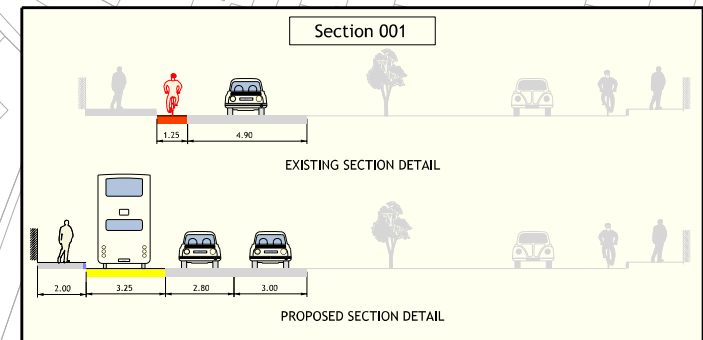 Section 001
1.25 4.90
EXISTING SECTION DETAIL
2.00 3.25 2.80 3.00
PROPOSED SECTION DETAIL